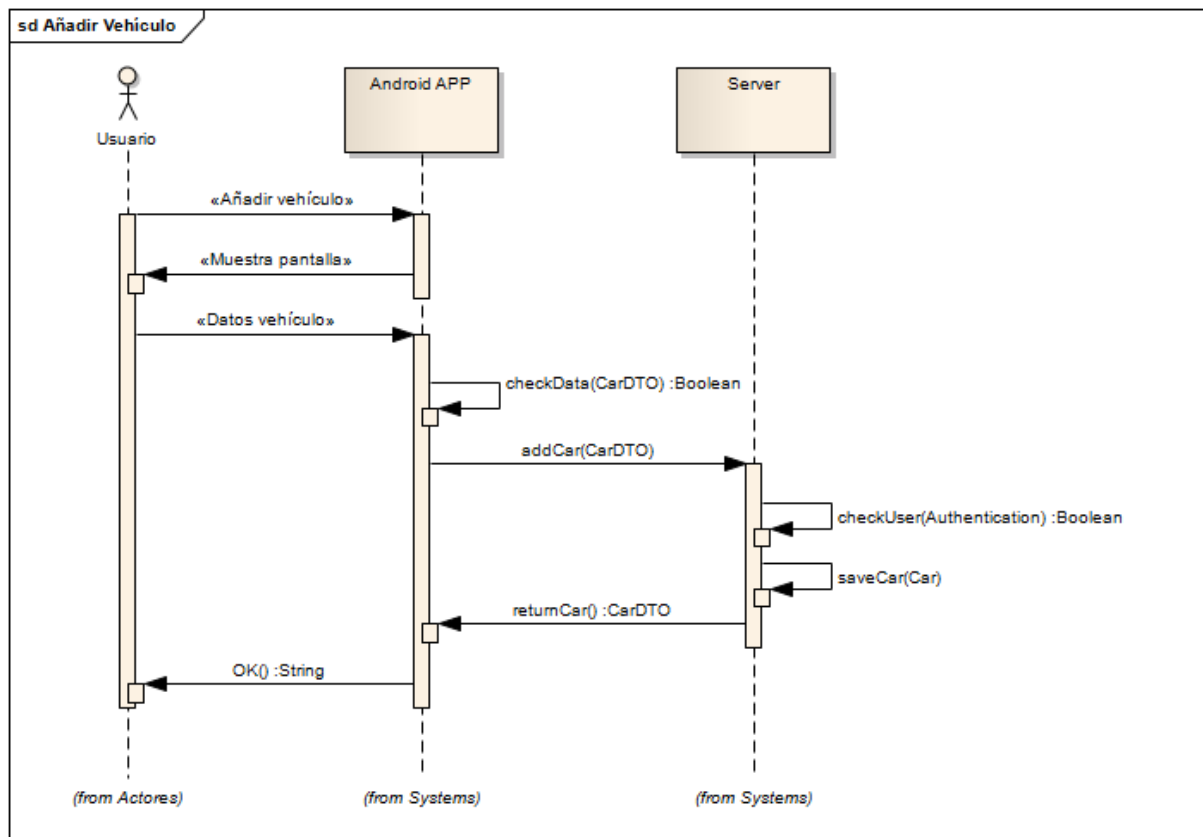 sd Añadir Vehículo
Usuario
Android APP
Server
«Añadir vehículo»
«Muestra pantalla»
«Datos vehículo»
checkData(CarDTO) :Boolean
addCar(CarDTO)
checkUser(Authentication) :Boolean
saveCar(Car)
returnCar() :CarDTO
OK() :String
(from Actores)
(from Systems)
(from Systems)